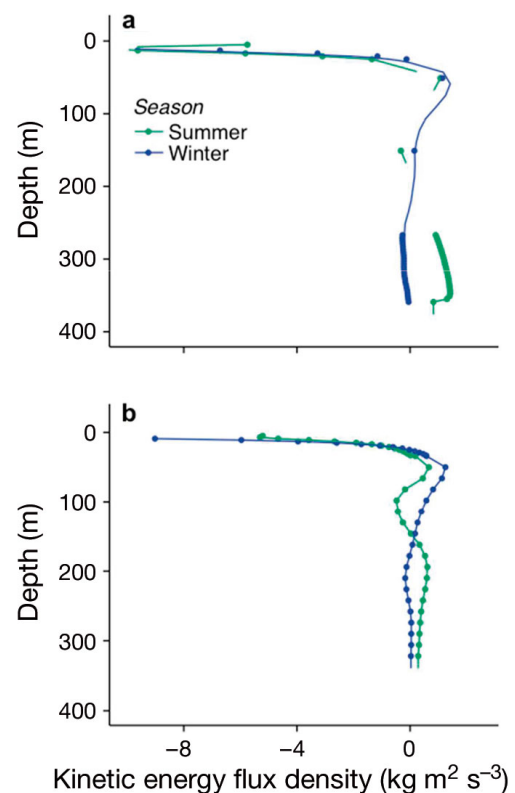 a
0
100
200
300
400
Depth (m)
Season
Summer
Winter
b
0
100
200
300
400
Depth (m)
−8
−4
0
Kinetic energy flux density (kg m² s⁻³)